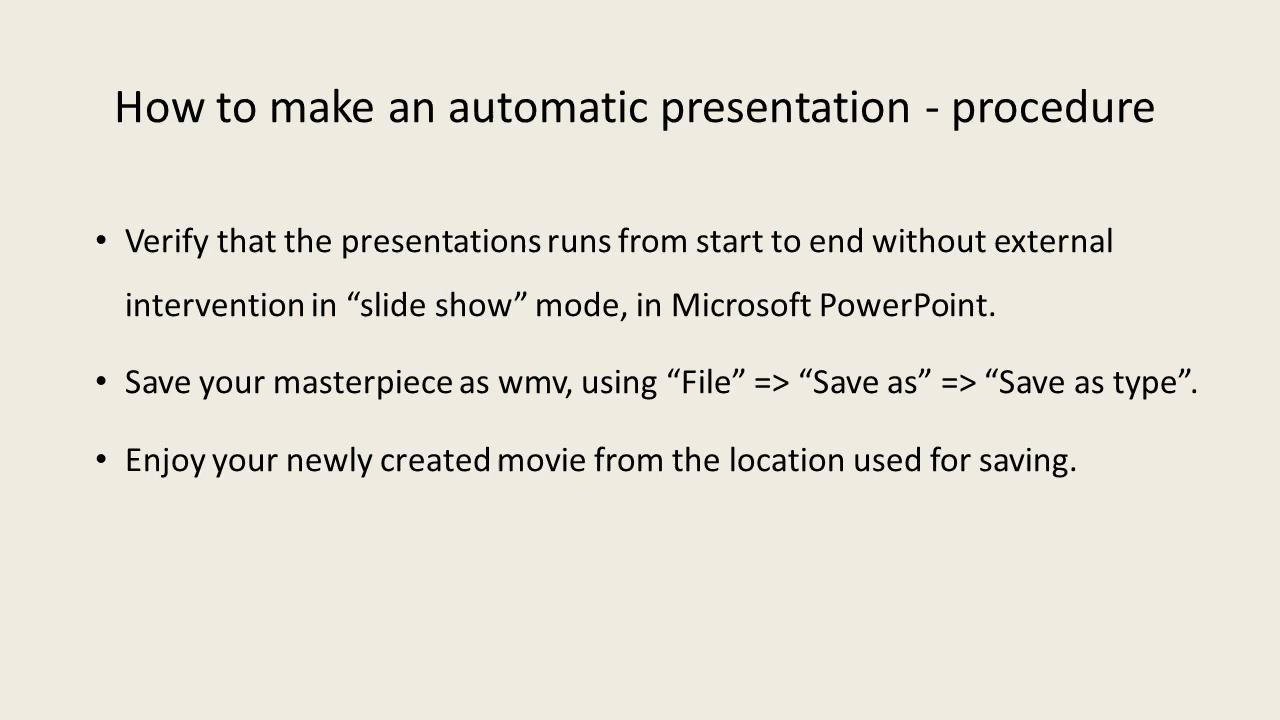 How to make an automatic presentation - procedure
• Verify that the presentations runs from start to end without external
intervention in “slide show” mode, in Microsoft PowerPoint.
• Save your masterpiece as wmv, using “File” => “Save as” => “Save as type”.
• Enjoy your newly created movie from the location used for saving.